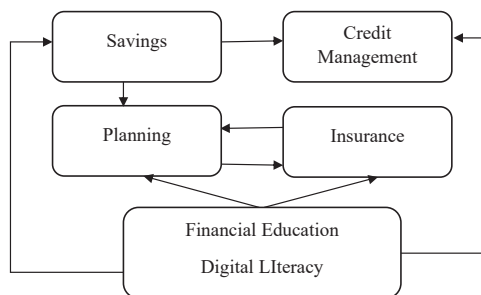 Savings
Credit
Management
Planning
Insurance
Financial Education
Digital LIteracy